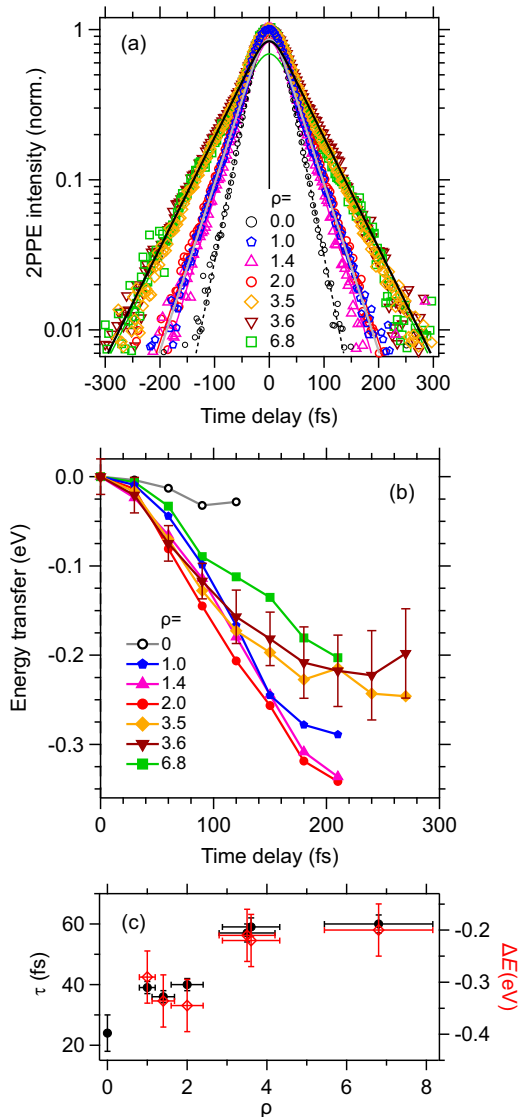 (a)
2PPE intensity (norm.)
1
0.1
0.01
ρ=
0.0
1.0
1.4
2.0
3.5
3.6
6.8
-300 -200 -100 0 100 200 300
Time delay (fs)
(b)
Energy transfer (eV)
0.0
-0.1
-0.2
-0.3
ρ=
0
1.0
1.4
2.0
3.5
3.6
6.8
0 100 200 300
Time delay (fs)
(c)
τ (fs)
60
40
20
-0.2
-0.3
-0.4
ΔE(eV)
0 2 4 6 8
ρ